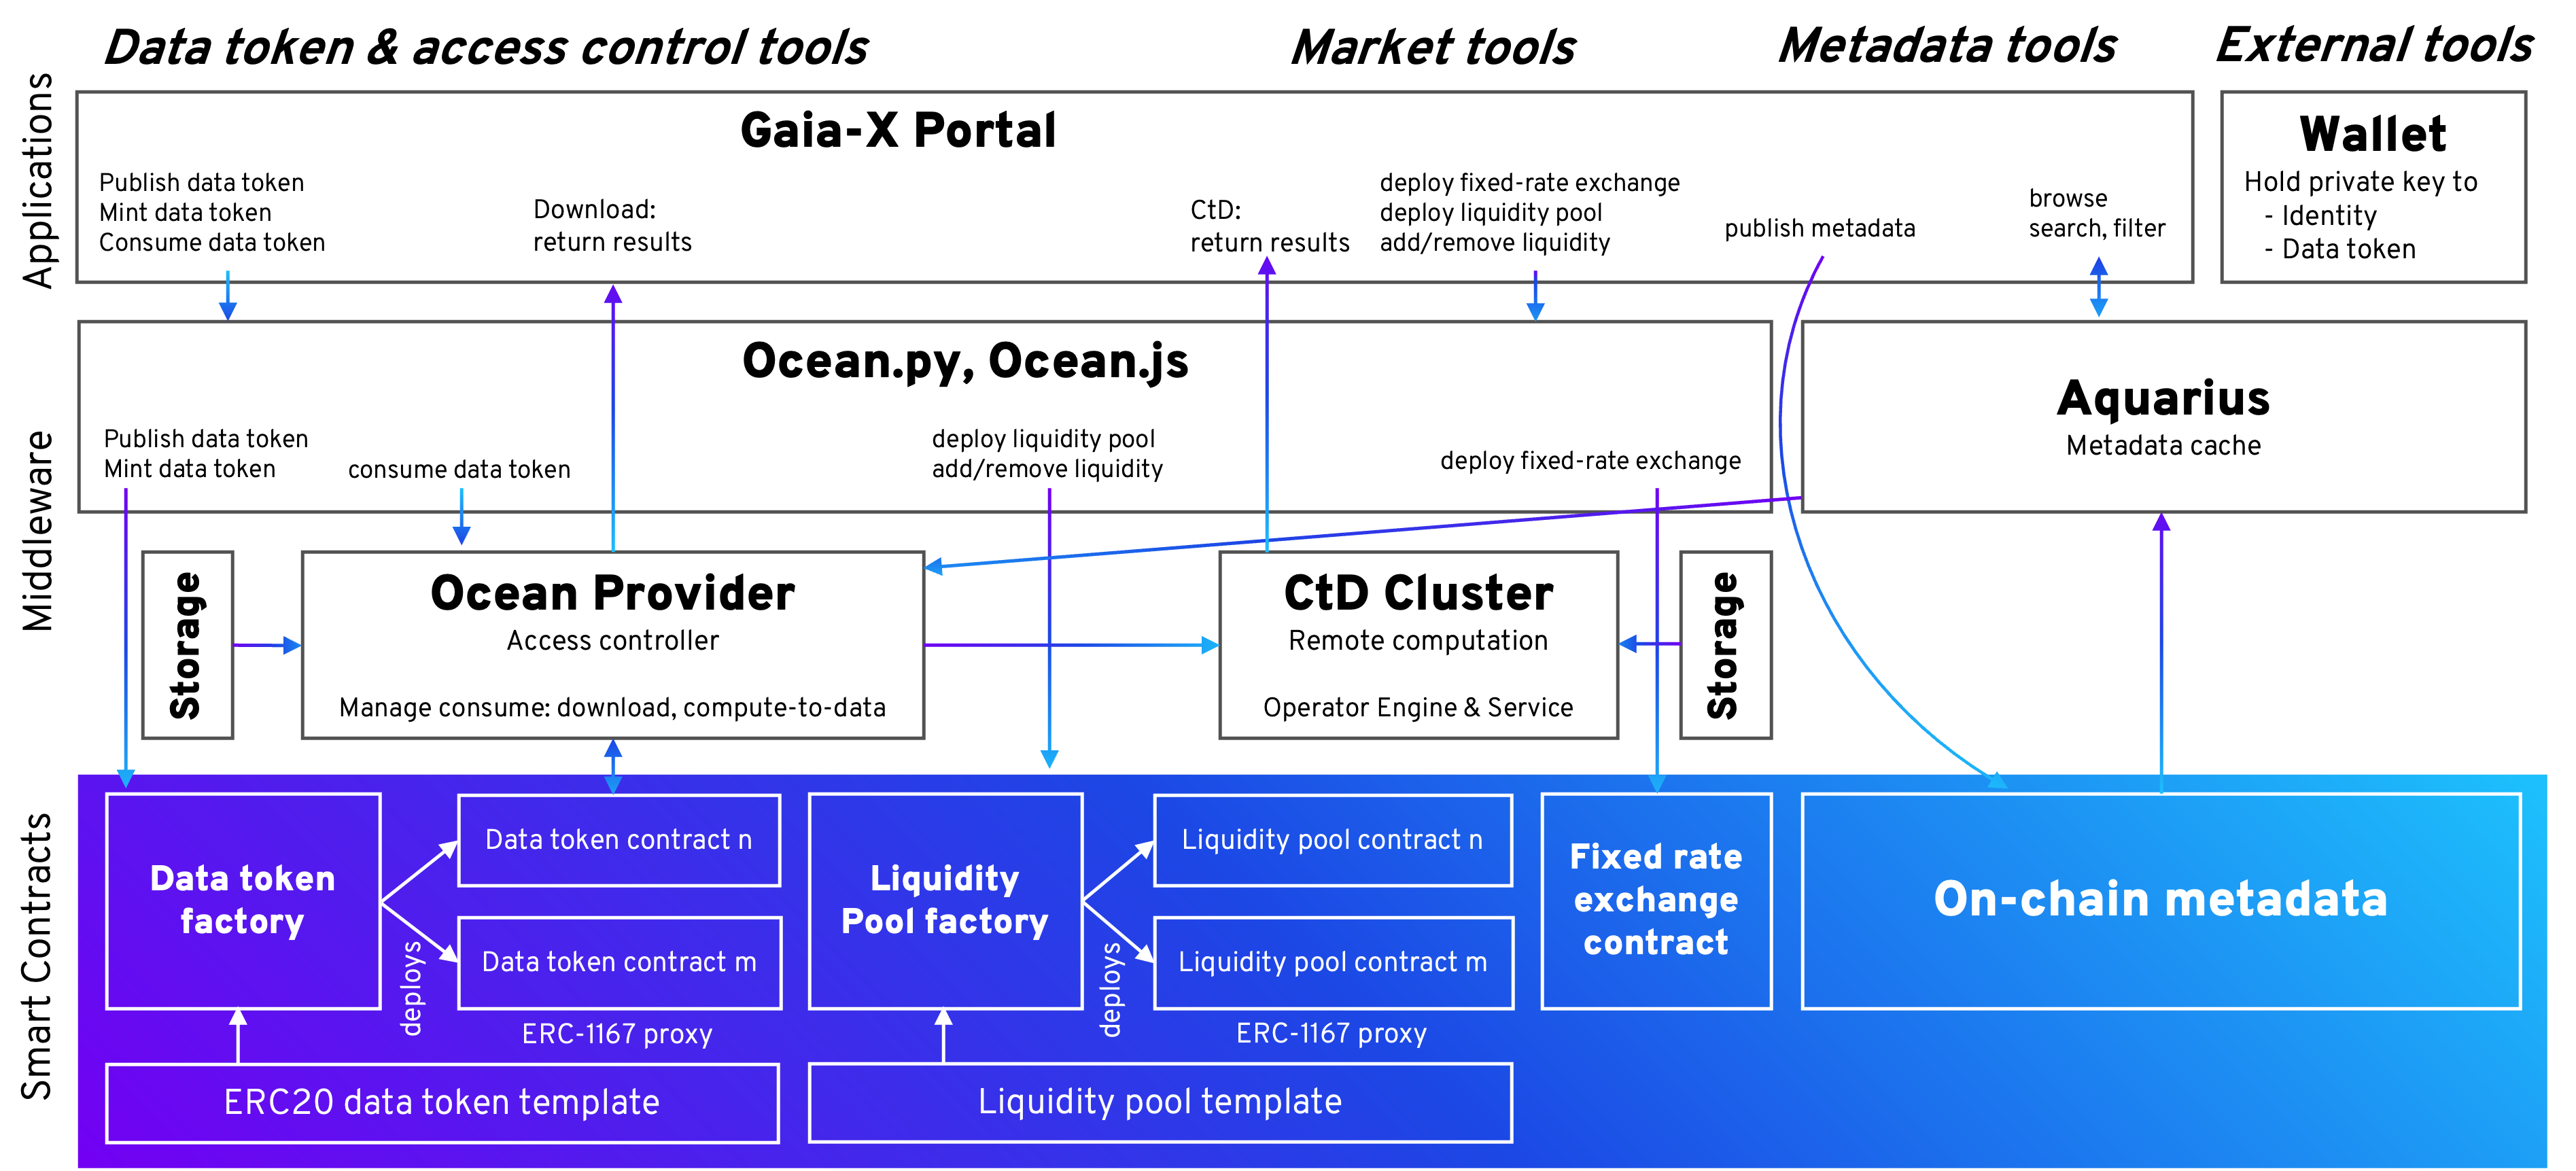 Data token & access control tools
Market tools
Metadata tools
External tools
Applications
Gaia-X Portal
Publish data token
Mint data token
Consume data token
Download:
return results
CtD:
return results
deploy fixed-rate exchange
deploy liquidity pool
add/remove liquidity
publish metadata
browse
search, filter
Wallet
Hold private key to
- Identity
- Data token
Middleware
Ocean.py, Ocean.js
Publish data token
Mint data token
consume data token
deploy liquidity pool
add/remove liquidity
deploy fixed-rate exchange
Aquarius
Metadata cache
Storage
Ocean Provider
Access controller
Manage consume: download, compute-to-data
CtD Cluster
Remote computation
Operator Engine & Service
Storage
Smart Contracts
Data token
factory
deploys
Data token contract n
Data token contract m
ERC-1167 proxy
ERC20 data token template
Liquidity
Pool factory
deploys
Liquidity pool contract n
Liquidity pool contract m
ERC-1167 proxy
Liquidity pool template
Fixed rate
exchange
contract
On-chain metadata